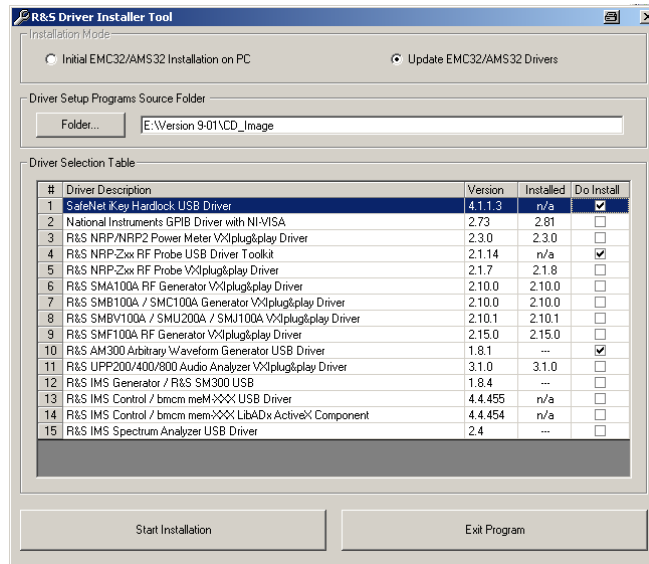 R&S Driver Installer Tool
Installation Mode
Initial EMC32/AMS32 Installation on PC
Update EMC32/AMS32 Drivers
Driver Setup Programs Source Folder
Folder... E:\Version 9-01\CD_Image
Driver Selection Table
# Driver Description Version Installed Do Install
1 SafeNet iKey Hardlock USB Driver 4.1.1.3 n/a
2 National Instruments GPIB Driver with NI-VISA 2.73 2.81
3 R&S NRP/NRP2 Power Meter VXIplug&play Driver 2.3.0 2.3.0
4 R&S NRP-Zxx RF Probe USB Driver Toolkit 2.1.14 n/a
5 R&S NRP-Zxx RF Probe VXIplug&play Driver 2.1.7 2.1.8
6 R&S SMA100A RF Generator VXIplug&play Driver 2.10.0 2.10.0
7 R&S SMB100A / SMC100A Generator VXIplug&play Driver 2.10.0 2.10.0
8 R&S SMBV100A / SMU200A / SMJ100A VXIplug&play Driver 2.10.1 2.10.1
9 R&S SMF100A RF Generator VXIplug&play Driver 2.15.0 2.15.0
10 R&S AM300 Arbitrary Waveform Generator USB Driver 1.8.1 ---
11 R&S UPP200/400/800 Audio Analyzer VXIplug&play Driver 3.1.0 3.1.0
12 R&S IMS Generator / R&S SM300 USB 1.8.4 ---
13 R&S IMS Control / bmcm meM-XXX USB Driver 4.4.455 n/a
14 R&S IMS Control / bmcm mem-XXX LibADx ActiveX Component 4.4.454 n/a
15 R&S IMS Spectrum Analyzer USB Driver 2.4 ---
Start Installation
Exit Program